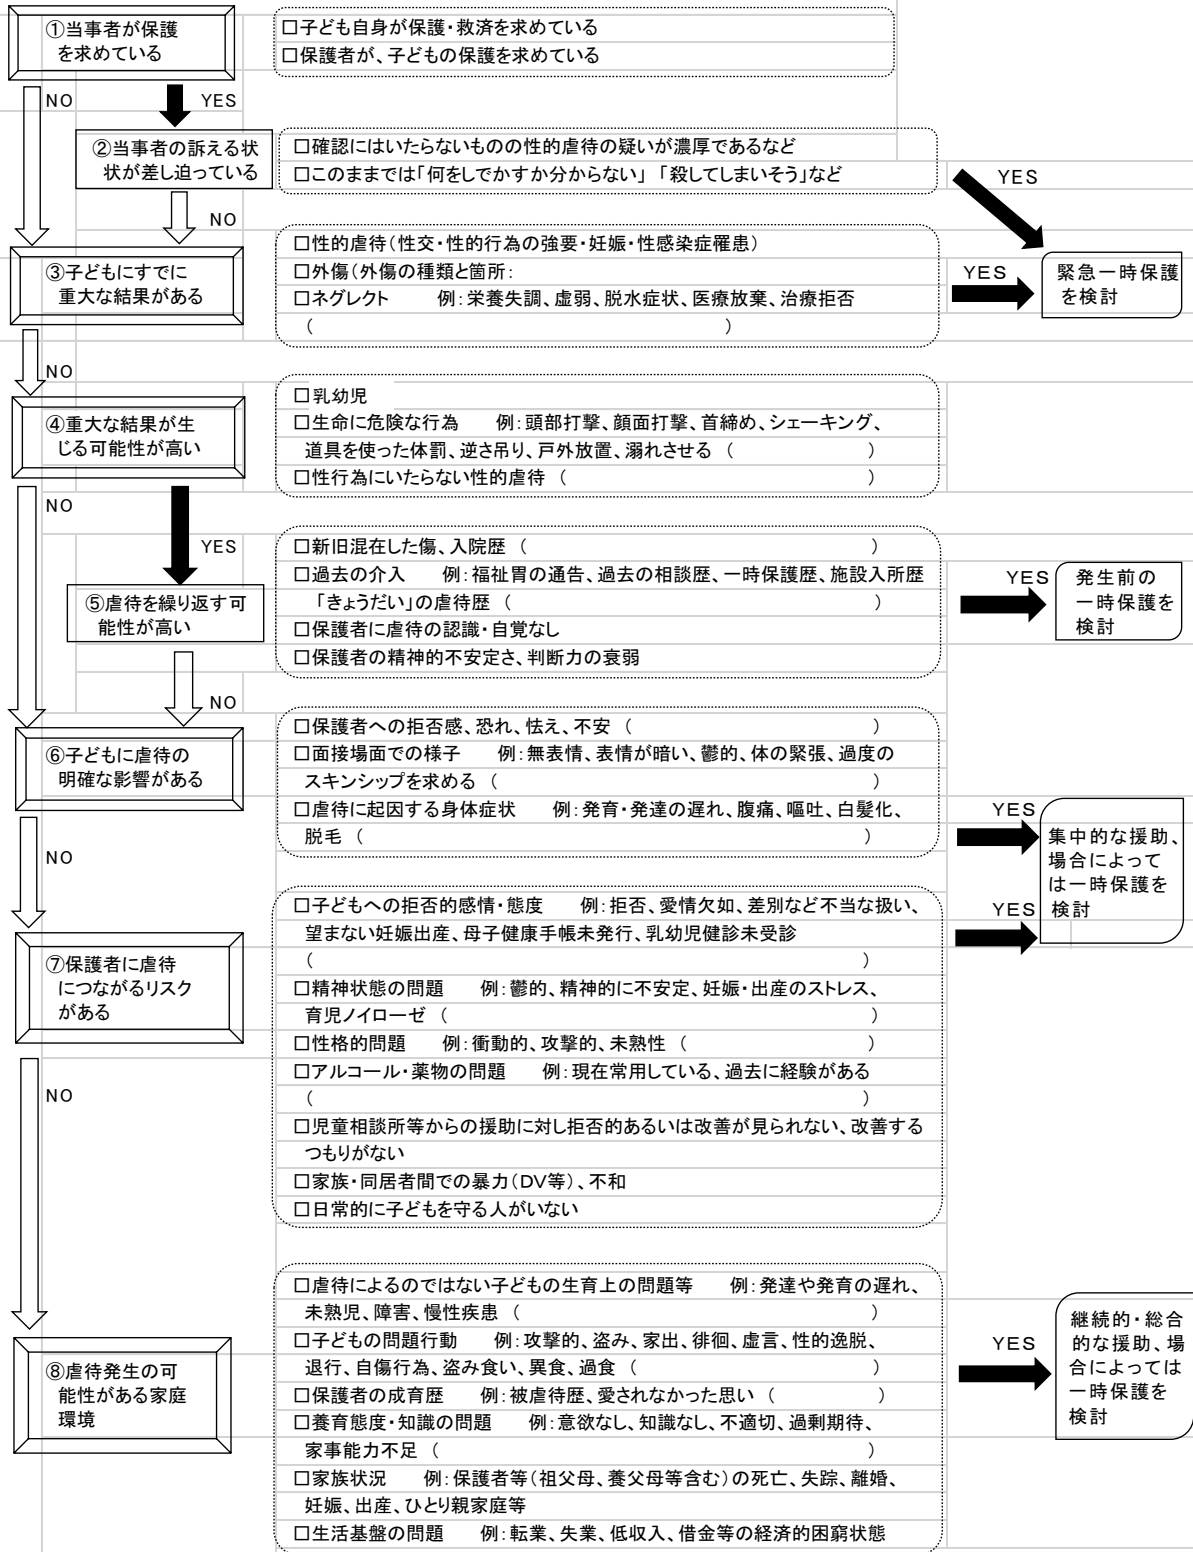 ①当事者が保護
を求めている
□子ども自身が保護・救済を求めている
□保護者が、子どもの保護を求めている
NO
YES
②当事者の訴える状
状が差し迫っている
□確認にはいたらないものの性的虐待の疑いが濃厚であるなど
□このままでは「何をしでかすか分からない」 「殺してしまいそう」など
YES
NO
③子どもにすでに
重大な結果がある
□性的虐待(性交・性的行為の強要・妊娠・性感染症罹患)
□外傷(外傷の種類と箇所:
□ネグレクト 例:栄養失調、虚弱、脱水症状、医療放棄、治療拒否
( )
YES
緊急一時保護
を検討
NO
④重大な結果が生
じる可能性が高い
□乳幼児
□生命に危険な行為 例:頭部打撃、顔面打撃、首締め、シェーキング、
道具を使った体罰、逆さ吊り、戸外放置、溺れさせる ( )
□性行為にいたらない性的虐待 ( )
NO
YES
⑤虐待を繰り返す可
能性が高い
□新旧混在した傷、入院歴 ( )
□過去の介入 例:福祉胃の通告、過去の相談歴、一時保護歴、施設入所歴
「きょうだい」の虐待歴 ( )
□保護者に虐待の認識・自覚なし
□保護者の精神的不安定さ、判断力の衰弱
YES
発生前の
一時保護を
検討
NO
⑥子どもに虐待の
明確な影響がある
□保護者への拒否感、恐れ、怯え、不安 ( )
□面接場面での様子 例:無表情、表情が暗い、鬱的、体の緊張、過度の
スキンシップを求める ( )
□虐待に起因する身体症状 例:発育・発達の遅れ、腹痛、嘔吐、白髪化、
脱毛 ( )
YES
集中的な援助、
場合によって
は一時保護を
検討
NO
⑦保護者に虐待
につながるリスク
がある
□子どもへの拒否的感情・態度 例:拒否、愛情欠如、差別など不当な扱い、
望まない妊娠出産、母子健康手帳未発行、乳幼児健診未受診
( )
□精神状態の問題 例:鬱的、精神的に不安定、妊娠・出産のストレス、
育児ノイローゼ ( )
□性格的問題 例:衝動的、攻撃的、未熟性 ( )
□アルコール・薬物の問題 例:現在常用している、過去に経験がある
( )
□児童相談所等からの援助に対し拒否的あるいは改善が見られない、改善する
つもりがない
□家族・同居者間での暴力(DV等)、不和
□日常的に子どもを守る人がいない
YES
NO
⑧虐待発生の可
能性がある家庭
環境
□虐待によるのではない子どもの生育上の問題等 例:発達や発育の遅れ、
未熟児、障害、慢性疾患 ( )
□子どもの問題行動 例:攻撃的、盗み、家出、徘徊、虚言、性的逸脱、
退行、自傷行為、盗み食い、異食、過食 ( )
□保護者の成育歴 例:被虐待歴、愛されなかった思い ( )
□養育態度・知識の問題 例:意欲なし、知識なし、不適切、過剰期待、
家事能力不足 ( )
□家族状況 例:保護者等(祖父母、養父母等含む)の死亡、失踪、離婚、
妊娠、出産、ひとり親家庭等
□生活基盤の問題 例:転業、失業、低収入、借金等の経済的困窮状態
YES
継続的・総合
的な援助、場
合によっては
一時保護を
検討